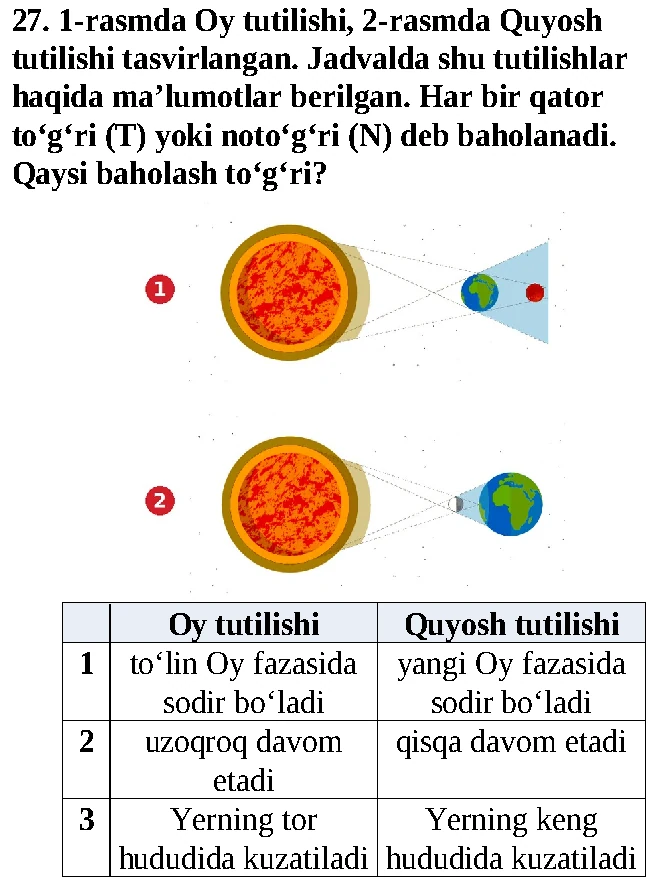 27. 1-rasmda Oy tutilishi, 2-rasmda Quyosh
tutilishi tasvirlangan. Jadvalda shu tutilishlar
haqida ma’lumotlar berilgan. Har bir qator
to‘g‘ri (T) yoki noto‘g‘ri (N) deb baholanadi.
Qaysi baholash to‘g‘ri?
1
2
Oy tutilishi Quyosh tutilishi
1 to‘lin Oy fazasida yangi Oy fazasida
sodir bo‘ladi sodir bo‘ladi
2 uzoqroq davom qisqa davom etadi
etadi
3 Yerning tor Yerning keng
hududida kuzatiladi hududida kuzatiladi